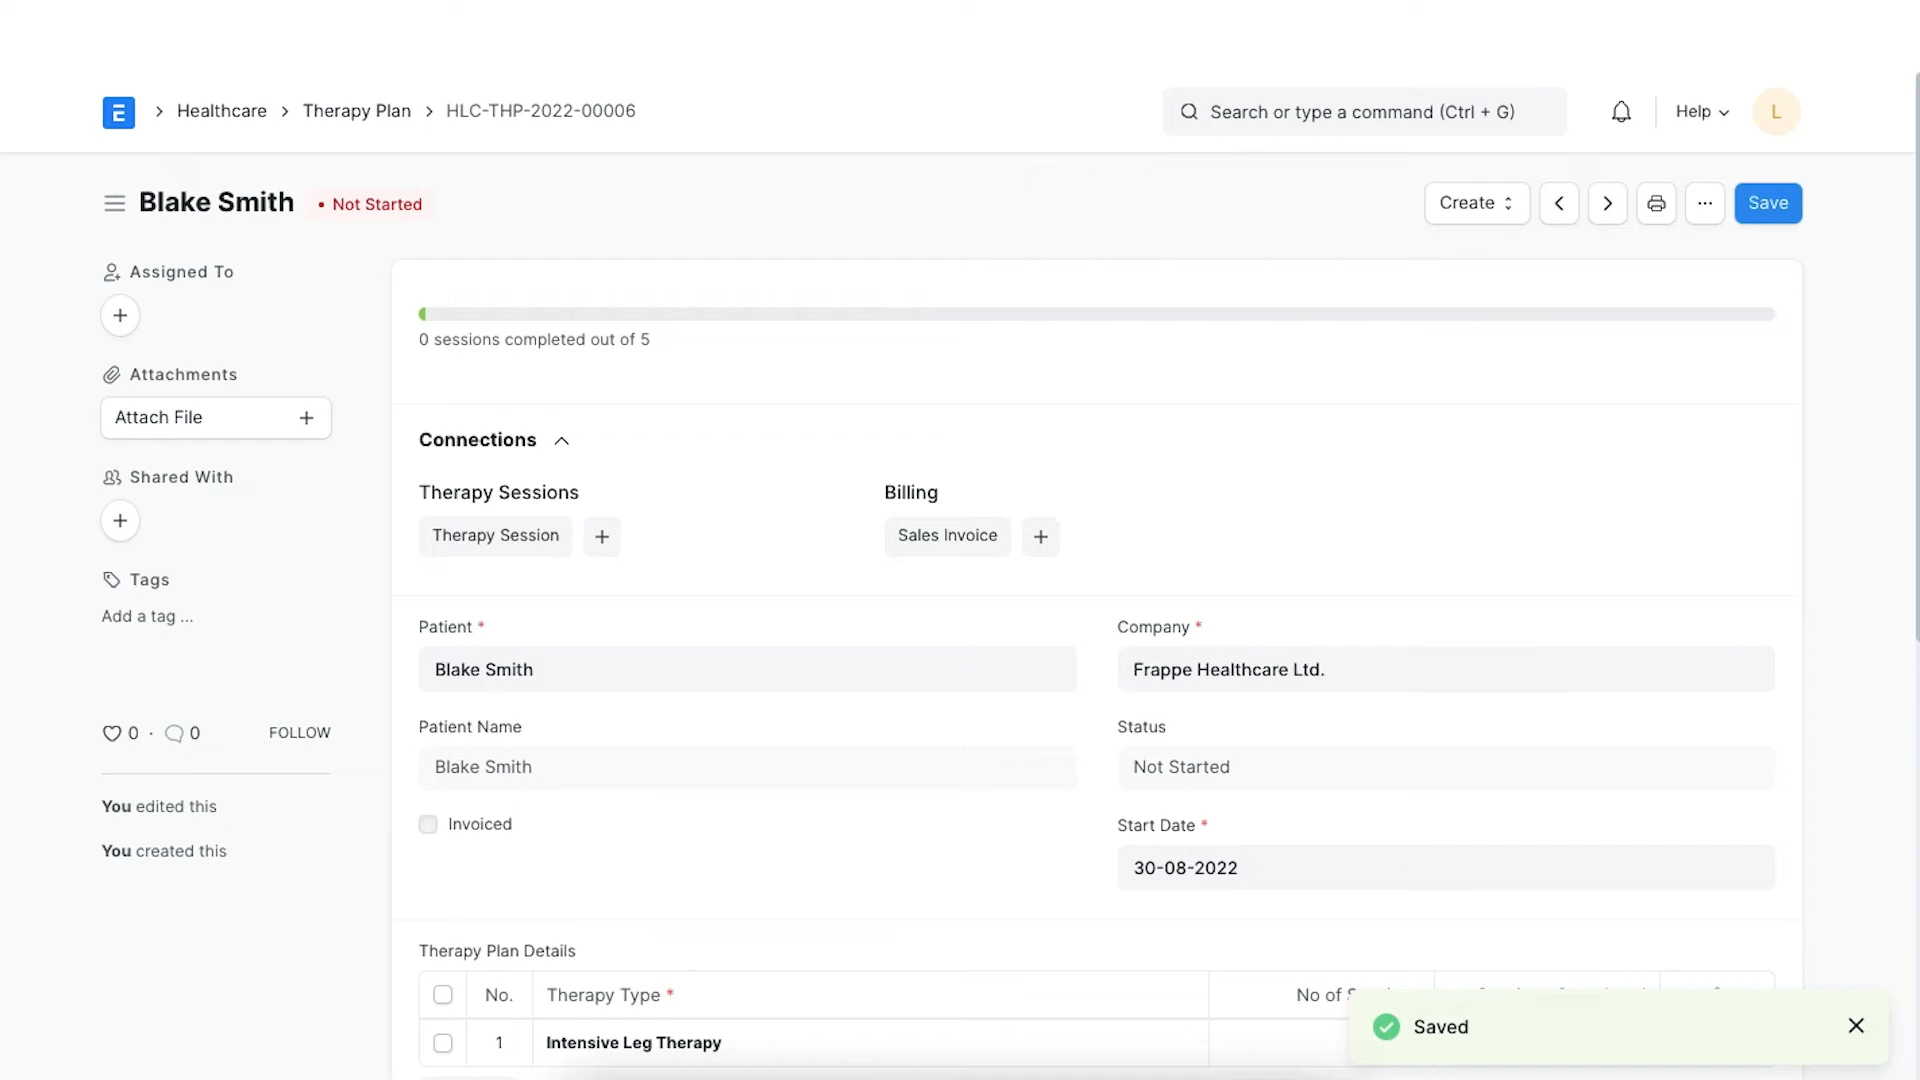 E
Healthcare
Therapy Plan
HLC-THP-2022-00006
Search or type a command (Ctrl + G)
Help
L
Blake Smith
• Not Started
Create
...
Save
Assigned To
+
Attachments
Attach File +
Shared With
+
Tags
Add a tag ...
0 · 0 FOLLOW
You edited this
You created this
0 sessions completed out of 5
Connections
Therapy Sessions
Therapy Session +
Billing
Sales Invoice +
Patient *
Blake Smith
Company *
Frappe Healthcare Ltd.
Patient Name
Blake Smith
Status
Not Started
Invoiced
Start Date *
30-08-2022
Therapy Plan Details
No. Therapy Type * No of
1 Intensive Leg Therapy
Saved